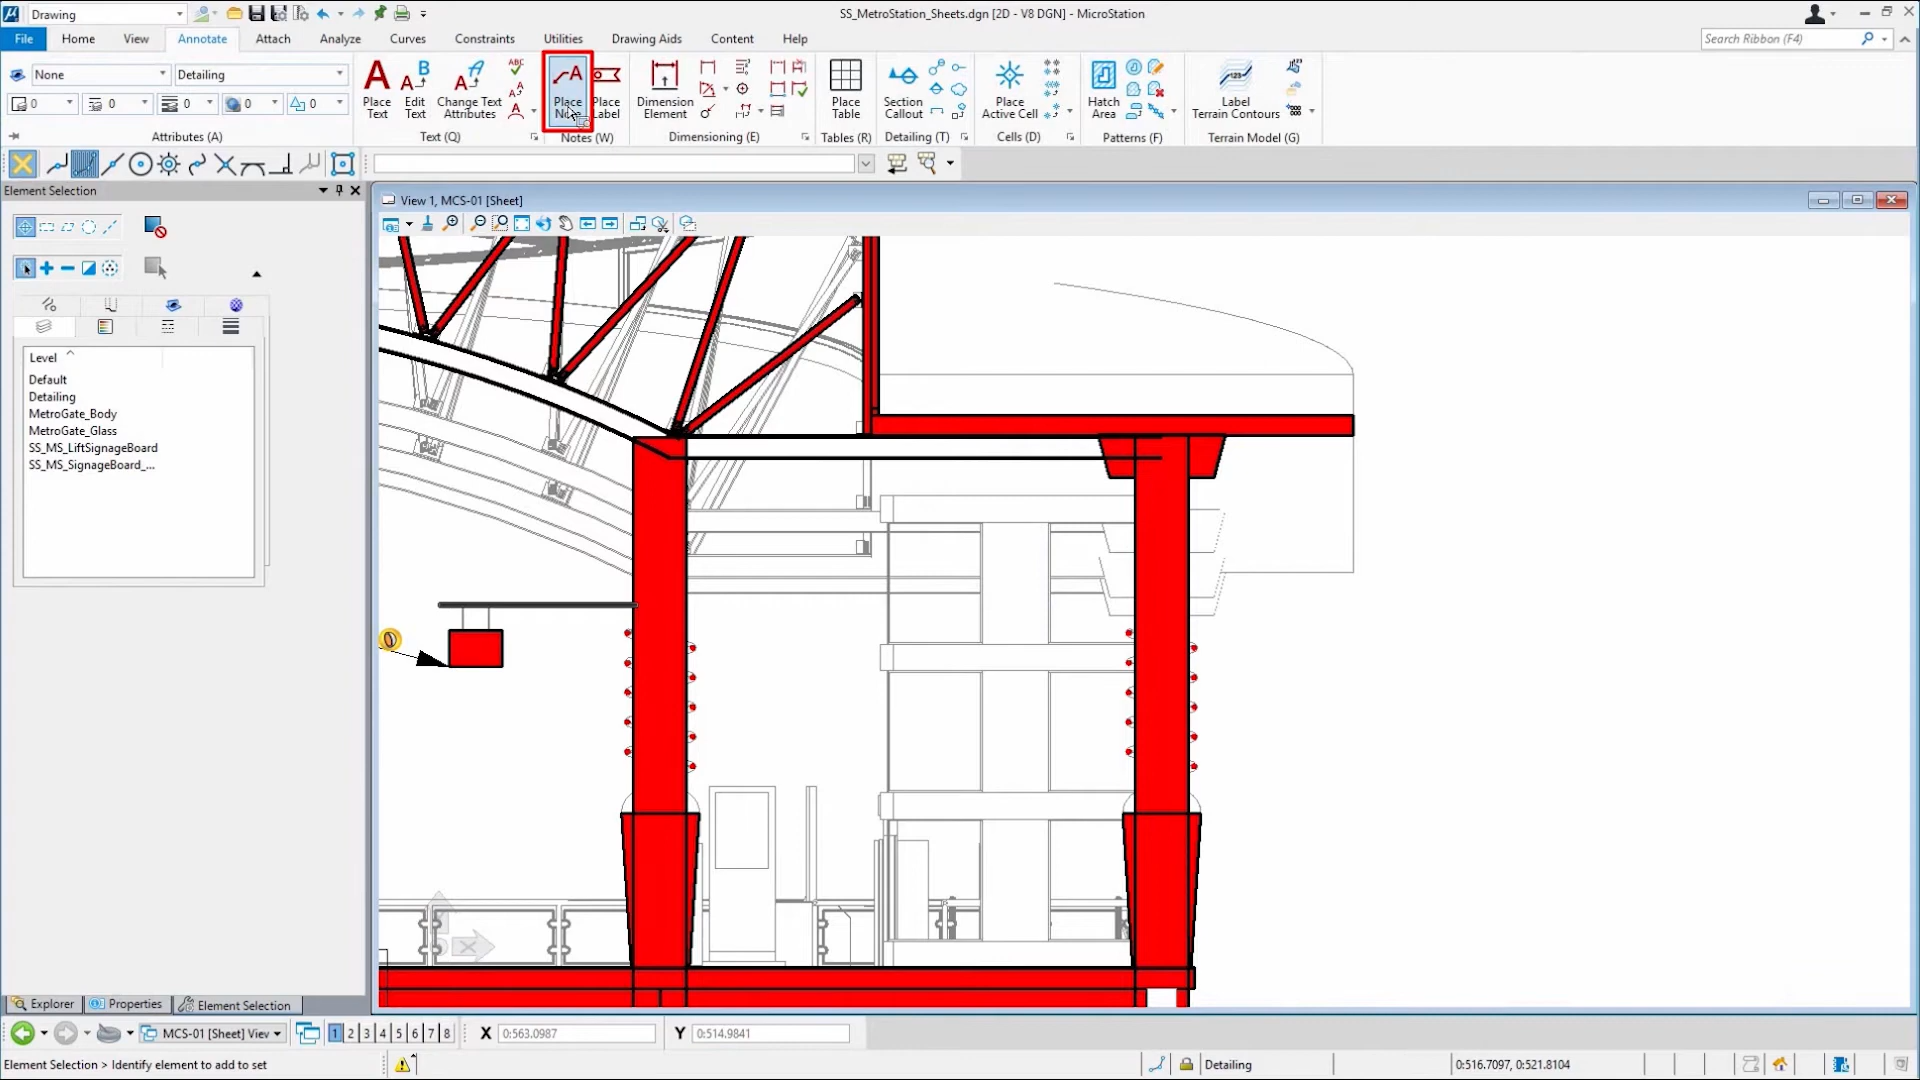 Drawing
SS_MetroStation_Sheets.dgn [2D - V8 DGN] - MicroStation
File Home View Annotate Attach Analyze Curves Constraints Utilities Drawing Aids Content Help
Search Ribbon (F4)
None
Detailing
0 0 0 0 0
Attributes (A)
Place Text
Edit Text
Change Text Attributes
ABC
Text (Q)
Place
Place Label
Notes (W)
Dimension Element
Dimensioning (E)
Place Table
Tables (R)
Section Callout
Detailing (T)
Place Active Cell
Cells (D)
Hatch Area
Patterns (F)
123
Label Terrain Contours
Terrain Model (G)
Element Selection
View 1, MCS-01 [Sheet]
Level
Default
Detailing
MetroGate_Body
MetroGate_Glass
SS_MS_LiftSignageBoard
SS_MS_SignageBoard_...
Explorer Properties Element Selection
MCS-01 [Sheet] View
1 2 3 4 5 6 7 8
X 0:563.0987
Y 0:514.9841
Element Selection > Identify element to add to set
Detailing
0:516.7097, 0:521.8104